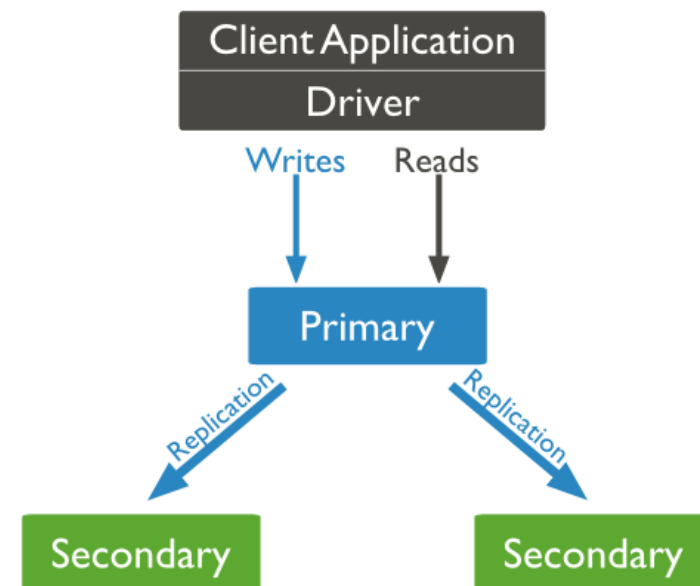 Client Application
Driver
Writes
Reads
Primary
Replication
Replication
Secondary
Secondary